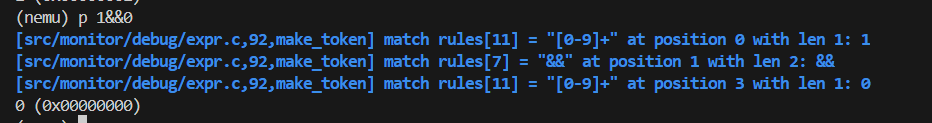 (nemu) p 1&&0
[src/monitor/debug/expr.c,92,make_token] match rules[11] = "[0-9]+" at position 0 with len 1: 1
[src/monitor/debug/expr.c,92,make_token] match rules[7] = "&&" at position 1 with len 2: &&
[src/monitor/debug/expr.c,92,make_token] match rules[11] = "[0-9]+" at position 3 with len 1: 0
0 (0x00000000)